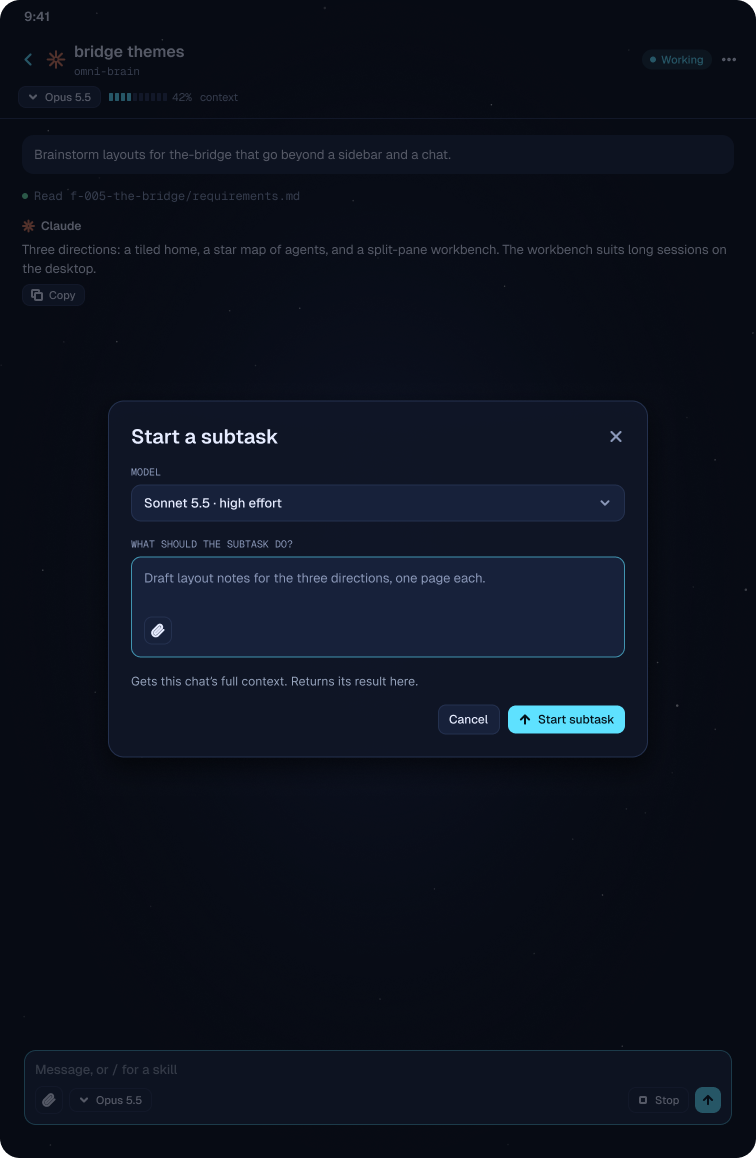 9:41
bridge themes
omni-brain
Working
Opus 5.5
42% context
Brainstorm layouts for the-bridge that go beyond a sidebar and a chat.
Read f-005-the-bridge/requirements.md
Claude
Three directions: a tiled home, a star map of agents, and a split-pane workbench. The workbench suits long sessions on
the desktop.
Copy
Start a subtask
MODEL
Sonnet 5.5 · high effort
WHAT SHOULD THE SUBTASK DO?
Draft layout notes for the three directions, one page each.
Gets this chat’s full context. Returns its result here.
Cancel
Start subtask
Message, or / for a skill
Opus 5.5
Stop